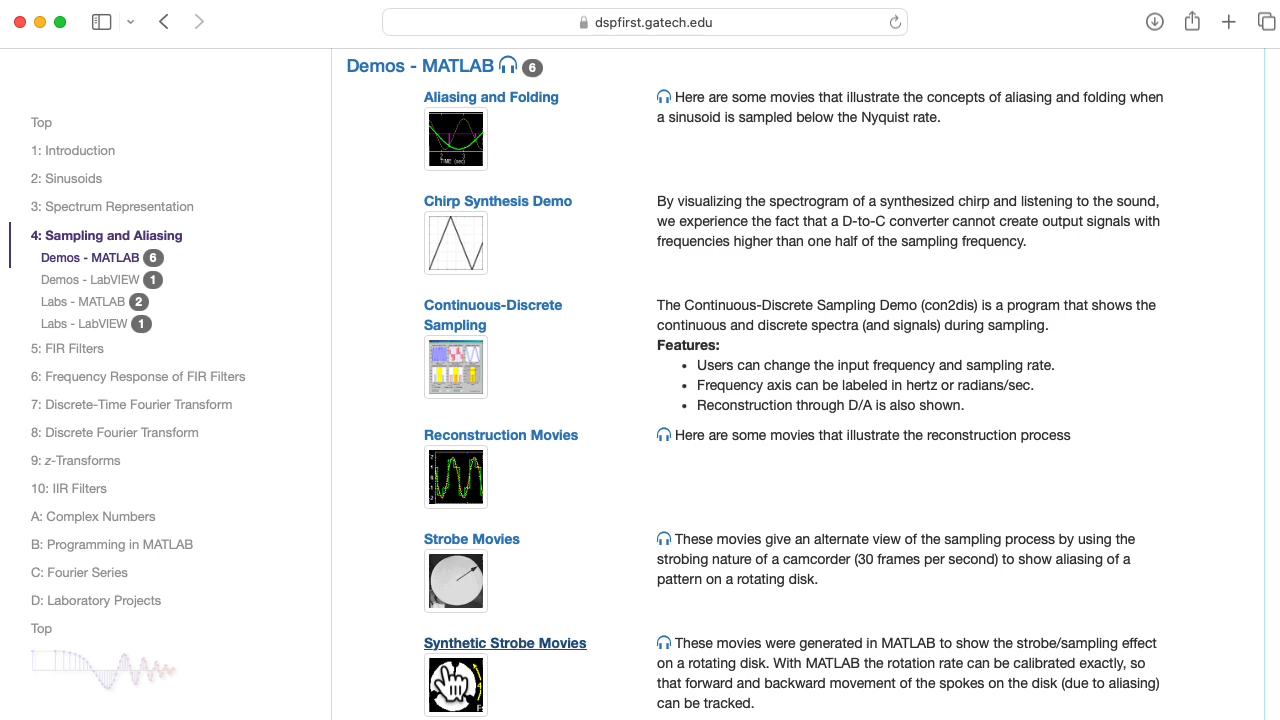 dspfirst.gatech.edu
Top
1: Introduction
2: Sinusoids
3: Spectrum Representation
4: Sampling and Aliasing
Demos - MATLAB 6
Demos - LabVIEW 1
Labs - MATLAB 2
Labs - LabVIEW 1
5: FIR Filters
6: Frequency Response of FIR Filters
7: Discrete-Time Fourier Transform
8: Discrete Fourier Transform
9: z-Transforms
10: IIR Filters
A: Complex Numbers
B: Programming in MATLAB
C: Fourier Series
D: Laboratory Projects
Top
Demos - MATLAB 6
Aliasing and Folding
TIME (sec)
Here are some movies that illustrate the concepts of aliasing and folding when
a sinusoid is sampled below the Nyquist rate.
Chirp Synthesis Demo
By visualizing the spectrogram of a synthesized chirp and listening to the sound,
we experience the fact that a D-to-C converter cannot create output signals with
frequencies higher than one half of the sampling frequency.
Continuous-Discrete
Sampling
The Continuous-Discrete Sampling Demo (con2dis) is a program that shows the
continuous and discrete spectra (and signals) during sampling.
Features:
• Users can change the input frequency and sampling rate.
• Frequency axis can be labeled in hertz or radians/sec.
• Reconstruction through D/A is also shown.
Reconstruction Movies
Here are some movies that illustrate the reconstruction process
Strobe Movies
These movies give an alternate view of the sampling process by using the
strobing nature of a camcorder (30 frames per second) to show aliasing of a
pattern on a rotating disk.
Synthetic Strobe Movies
These movies were generated in MATLAB to show the strobe/sampling effect
on a rotating disk. With MATLAB the rotation rate can be calibrated exactly, so
that forward and backward movement of the spokes on the disk (due to aliasing)
can be tracked.